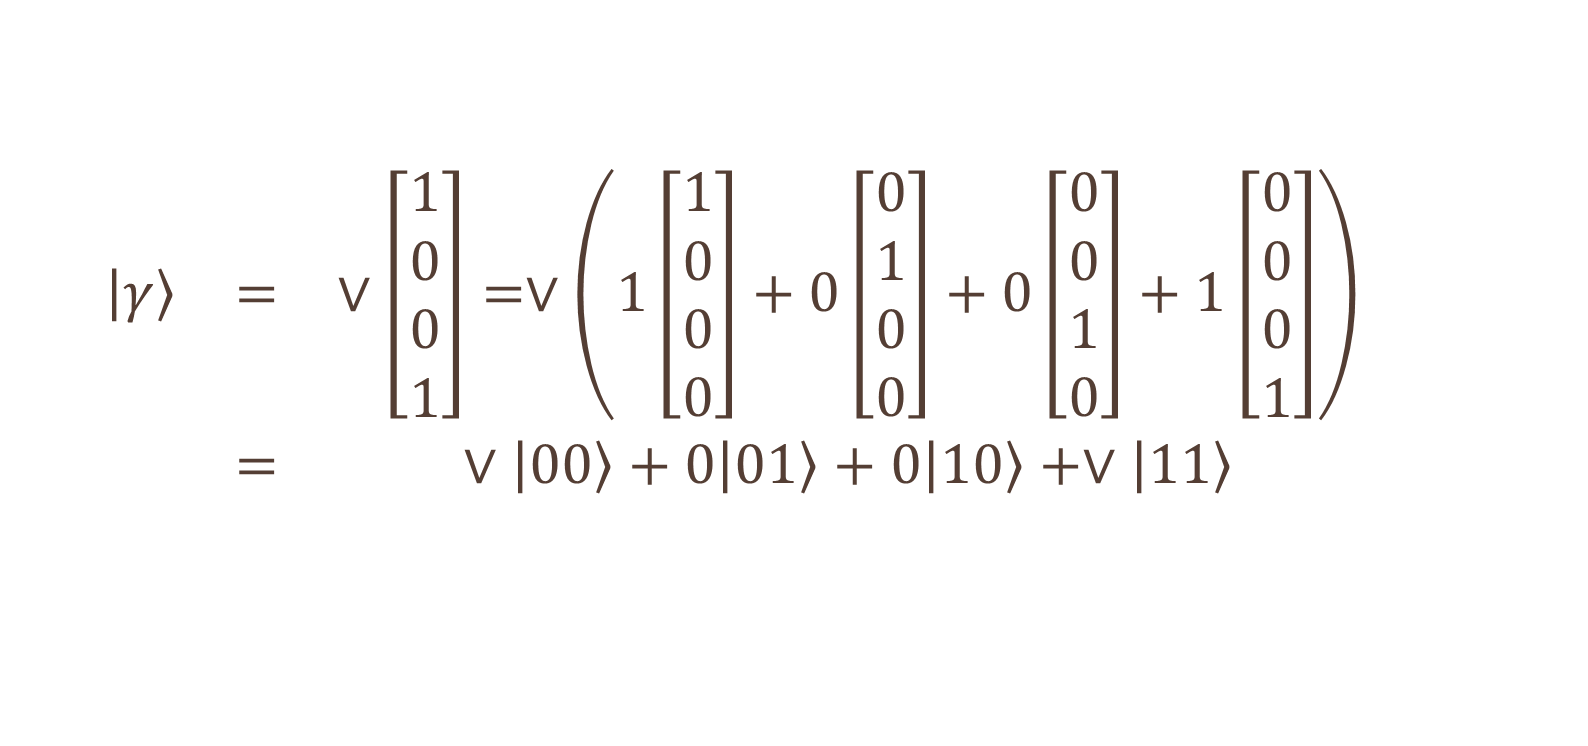 |γ⟩ = ∨ [1 0 0 1] =∨ (1 [1 0 0 0] + 0 [0 1 0 0] + 0 [0 0 1 0] + 1 [0 0 0 1])
= ∨ |00⟩ + 0|01⟩ + 0|10⟩ +∨ |11⟩